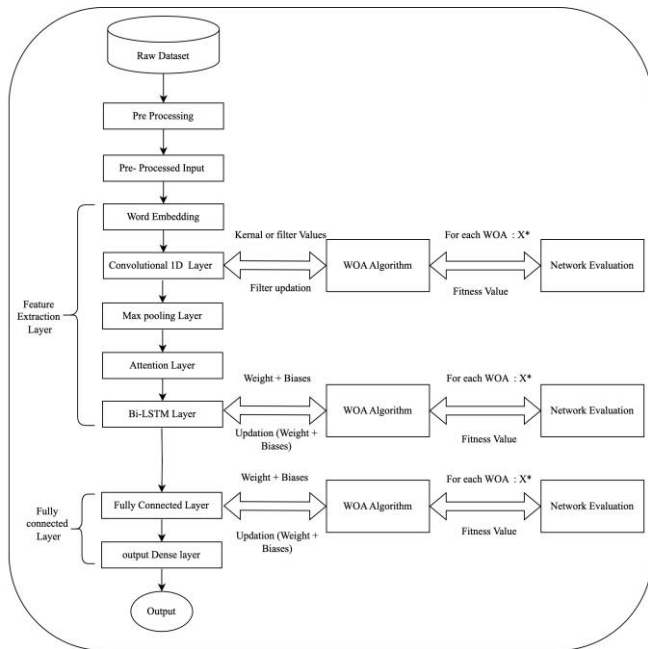 Raw Dataset
Pre Processing
Pre- Processed Input
Word Embedding
Convolutional 1D Layer
Max pooling Layer
Attention Layer
Bi-LSTM Layer
Feature
Extraction
Layer
Kernal or filter Values
Filter updation
WOA Algorithm
For each WOA : X*
Fitness Value
Network Evaluation
Weight + Biases
Updation (Weight +
Biases)
WOA Algorithm
For each WOA : X*
Fitness Value
Network Evaluation
Fully
connected
Layer
Fully Connected Layer
output Dense layer
Output
Weight + Biases
Updation (Weight +
Biases)
WOA Algorithm
For each WOA : X*
Fitness Value
Network Evaluation